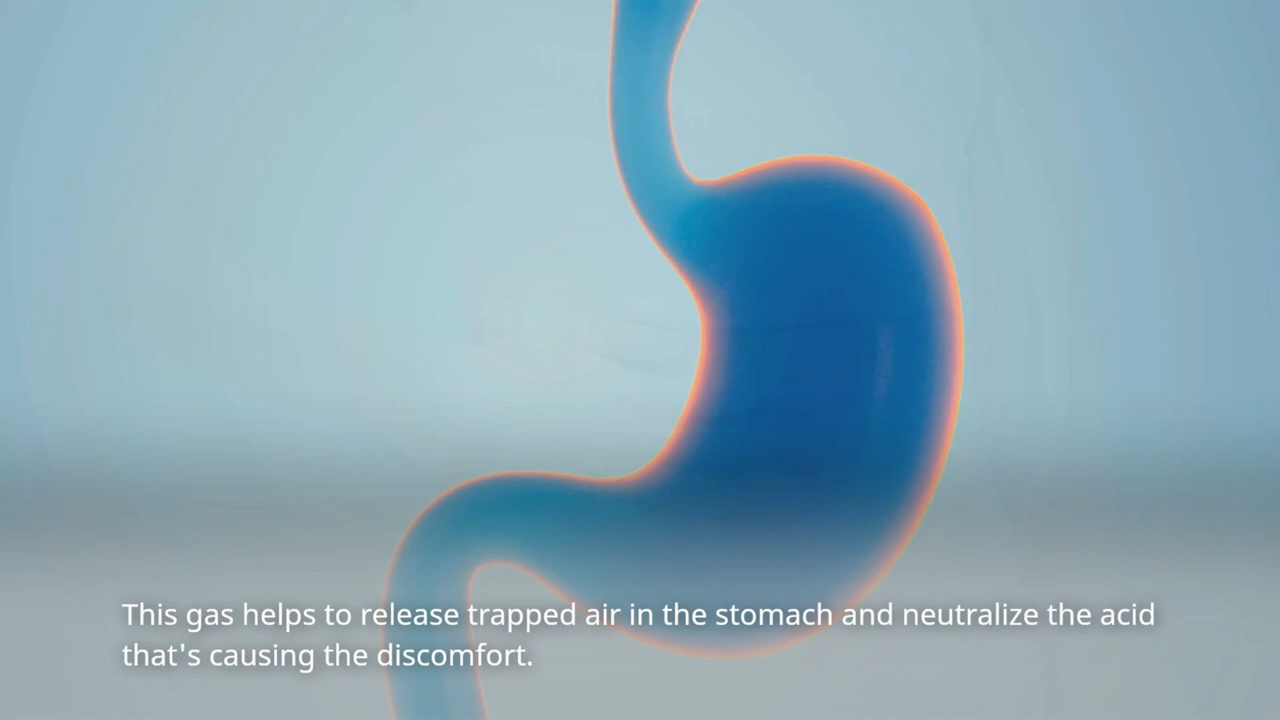 This gas helps to release trapped air in the stomach and neutralize the acid
that's causing the discomfort.